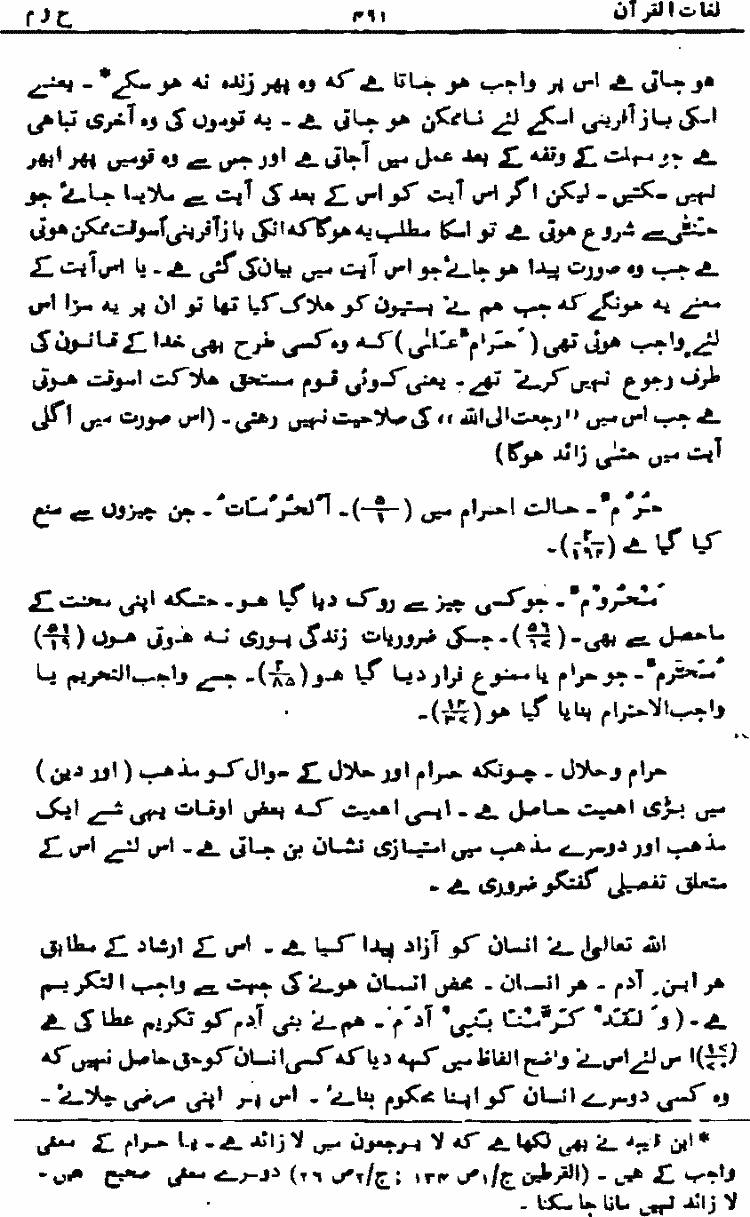 لغات القرآن ۴۹۱ ح ر م
ہو جاتی ہے اس پر واجب ہو جاتا ہے کہ وہ پھر زندہ نہ ہو سکے*۔ یعنے
اسکی باز آفرینی اسکے لئے ناممکن ہو جاتی ہے۔ یہ قوموں کی وہ آخری تباہی
ہے جو مہلت کے وقفہ کے بعد عمل میں آجاتی ہے اور جس سے وہ قومیں پھر ابھر
نہیں سکتیں۔ لیکن اگر اس آیت کو اس کے بعد کی آیت سے ملایا جائے جو
حَتّٰی سے شروع ہوتی ہے تو اسکا مطلب یہ ہوگا کہ انکی باز آفرینی اسوقت ممکن ہوتی
ہے جب وہ صورت پیدا ہو جائے جو اس آیت میں بیان کی گئی ہے۔ یا اس آیت کے
معنے یہ ہونگے کہ جب ہم نے بستیوں کو ہلاک کیا تھا تو ان پر یہ سزا اس
لئے واجب ہوئی تھی (حَرَامٌ عَلٰی) کہ وہ کسی طرح بھی خدا کے قانون کی
طرف رجوع نہیں کرتے تھے۔ یعنی کوئی قوم مستحق ہلاکت اسوقت ہوتی
ہے جب اس میں ”رجعت الی اللہ“ کی صلاحیت نہیں رہتی۔ (اس صورت میں اگلی
آیت میں حتٰی زائد ہوگا)
حُرُمٌ۔ حالت احرام میں (۵/۱)۔ اَلْحُرُمَاتُ۔ جن چیزوں سے منع
کیا گیا ہے (۲/۱۹۴)۔
مَحْرُوْمٌ۔ جو کسی چیز سے روک دیا گیا ہو۔ حتیٰکہ اپنی محنت کے
ماحصل سے بھی۔ (۵۶/۶۷)۔ جسکی ضروریات زندگی پوری نہ ہوتی ہوں (۵۱/۱۹)
مُحَرَّمٌ۔ جو حرام یا ممنوع قرار دیا گیا ہو (۲/۸۵)۔ جسے واجب التحریم یا
واجب الاحترام بنایا گیا ہو (۱۴/۳۷)۔
حرام و حلال۔ چونکہ حرام اور حلال کے سوال کو مذہب (اور دین)
میں بڑی اہمیت حاصل ہے۔ ایسی اہمیت کہ بعض اوقات یہی شے ایک
مذہب اور دوسرے مذہب میں امتیازی نشان بن جاتی ہے۔ اس لئے اس کے
متعلق تفصیلی گفتگو ضروری ہے۔
اللہ تعالیٰ نے انسان کو آزاد پیدا کیا ہے۔ اس کے ارشاد کے مطابق
ہر ابن آدم۔ ہر انسان۔ محض انسان ہونے کی جہت سے واجب التکریم
ہے۔ (وَ لَقَدْ کَرَّمْنَا بَنِیْ آدَمَ۔ ہم نے بنی آدم کو تکریم عطا کی ہے
(۱۷/۷۰) اس لئے اس نے واضح الفاظ میں کہہ دیا کہ کسی انسان کو حق حاصل نہیں کہ
وہ کسی دوسرے انسان کو اپنا محکوم بنائے۔ اس پر اپنی مرضی چلائے۔
*ابن قتیبہ نے بھی لکھا ہے کہ لا یرجعون میں لا زائد ہے۔ یا حرام کے معنی
واجب کے ہیں۔ (القرطین ج/۱ ص ۱۳۴ ; ج/۲ ص ۲۶) دوسرے معنی صحیح ہیں۔
لا زائد نہیں مانا جا سکتا۔